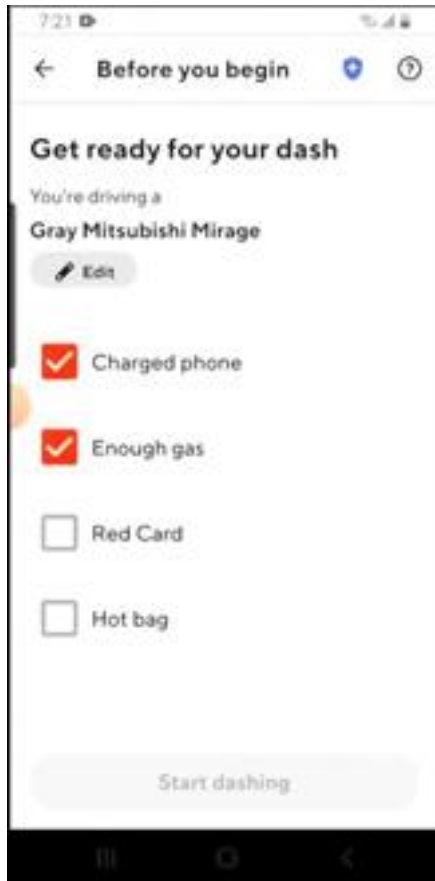 7:21
Before you begin
Get ready for your dash
You're driving a
Gray Mitsubishi Mirage
Edit
Charged phone
Enough gas
Red Card
Hot bag
Start dashing